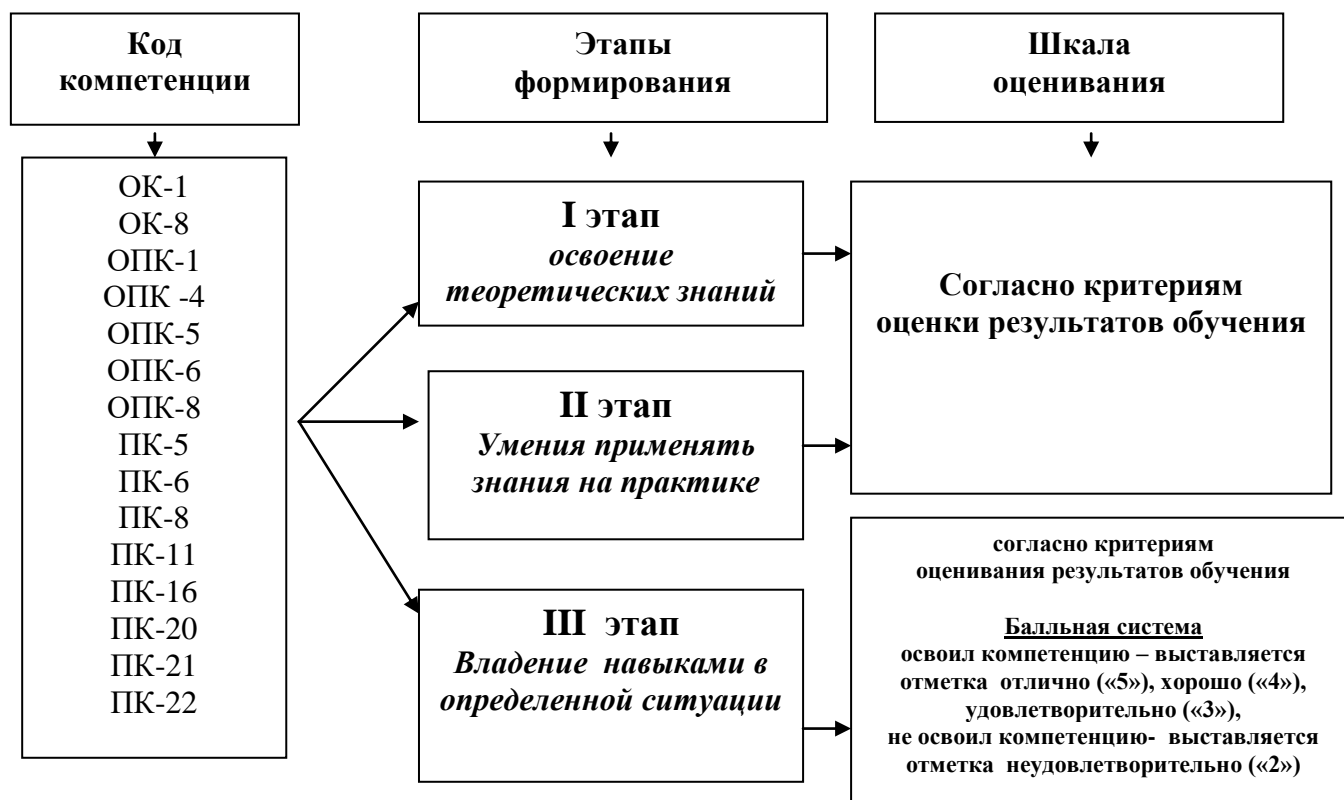 Код
компетенции
Этапы
формирования
Шкала
оценивания
ОК-1
ОК-8
ОПК-1
ОПК -4
ОПК-5
ОПК-6
ОПК-8
ПК-5
ПК-6
ПК-8
ПК-11
ПК-16
ПК-20
ПК-21
ПК-22
I этап
освоение
теоретических знаний
II этап
Умения применять
знания на практике
III этап
Владение навыками в
определенной ситуации
Согласно критериям
оценки результатов обучения
согласно критериям
оценивания результатов обучения
Балльная система
освоил компетенцию – выставляется
отметка отлично («5»), хорошо («4»),
удовлетворительно («3»),
не освоил компетенцию- выставляется
отметка неудовлетворительно («2»)